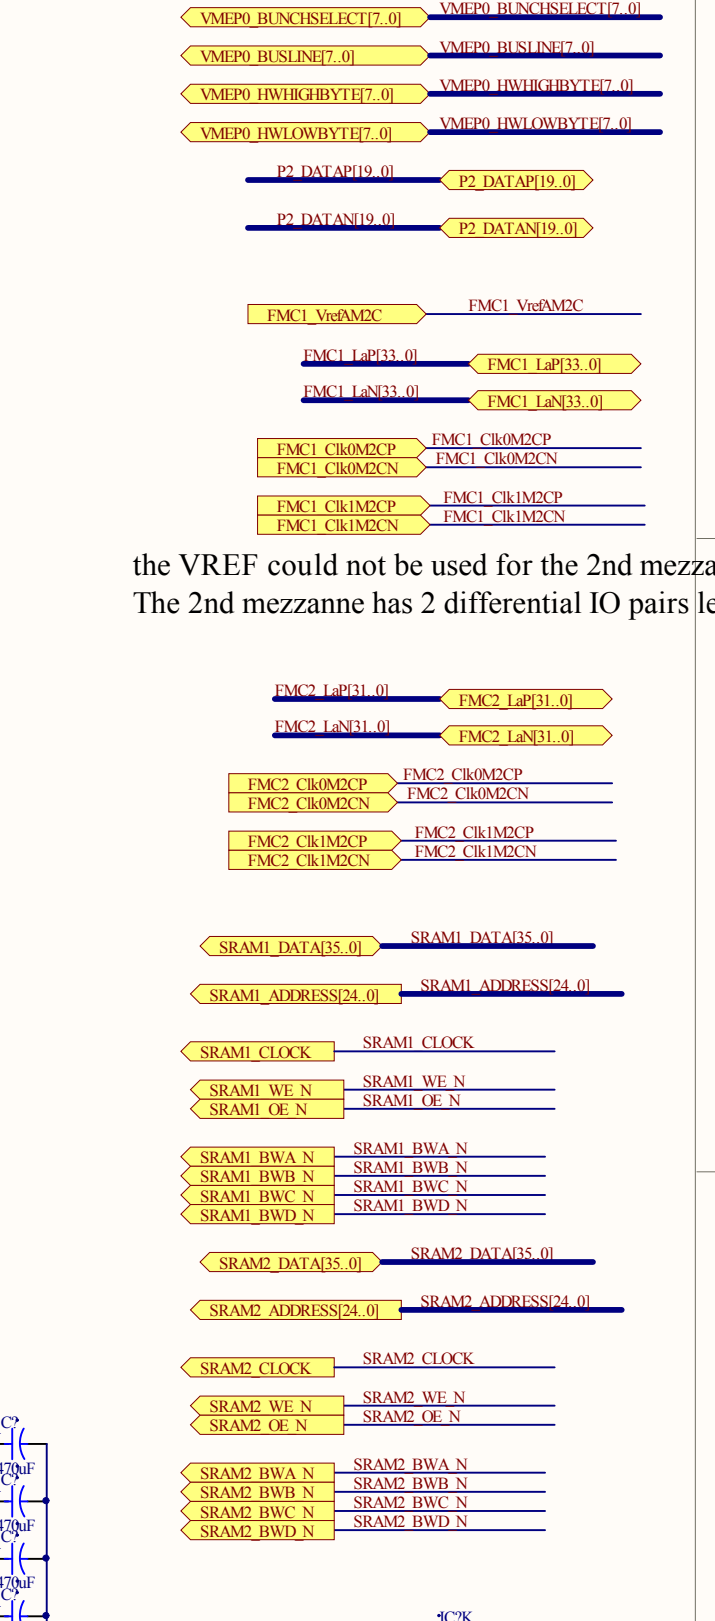 VMEP0_BUNCHSELECT[7..0] VMEP0_BUNCHSELECT[7..0]
VMEP0_BUSLINE[7..0] VMEP0_BUSLINE[7..0]
VMEP0_HWHIGHBYTE[7..0] VMEP0_HWHIGHBYTE[7..0]
VMEP0_HWLOWBYTE[7..0] VMEP0_HWLOWBYTE[7..0]
P2_DATAP[19..0] P2_DATAP[19..0]
P2_DATAN[19..0] P2_DATAN[19..0]
FMC1_VrefAM2C FMC1_VrefAM2C
FMC1_LaP[33..0] FMC1_LaP[33..0]
FMC1_LaN[33..0] FMC1_LaN[33..0]
FMC1_Clk0M2CP FMC1_Clk0M2CP
FMC1_Clk0M2CN FMC1_Clk0M2CN
FMC1_Clk1M2CP FMC1_Clk1M2CP
FMC1_Clk1M2CN FMC1_Clk1M2CN
the VREF could not be used for the 2nd mezza
The 2nd mezzanne has 2 differential IO pairs le
FMC2_LaP[31..0] FMC2_LaP[31..0]
FMC2_LaN[31..0] FMC2_LaN[31..0]
FMC2_Clk0M2CP FMC2_Clk0M2CP
FMC2_Clk0M2CN FMC2_Clk0M2CN
FMC2_Clk1M2CP FMC2_Clk1M2CP
FMC2_Clk1M2CN FMC2_Clk1M2CN
SRAM1_DATA[35..0] SRAM1_DATA[35..0]
SRAM1_ADDRESS[24..0] SRAM1_ADDRESS[24..0]
SRAM1_CLOCK SRAM1_CLOCK
SRAM1_WE_N SRAM1_WE_N
SRAM1_OE_N SRAM1_OE_N
SRAM1_BWA_N SRAM1_BWA_N
SRAM1_BWB_N SRAM1_BWB_N
SRAM1_BWC_N SRAM1_BWC_N
SRAM1_BWD_N SRAM1_BWD_N
SRAM2_DATA[35..0] SRAM2_DATA[35..0]
SRAM2_ADDRESS[24..0] SRAM2_ADDRESS[24..0]
SRAM2_CLOCK SRAM2_CLOCK
SRAM2_WE_N SRAM2_WE_N
SRAM2_OE_N SRAM2_OE_N
SRAM2_BWA_N SRAM2_BWA_N
SRAM2_BWB_N SRAM2_BWB_N
SRAM2_BWC_N SRAM2_BWC_N
SRAM2_BWD_N SRAM2_BWD_N
C?
470uF
C?
470uF
C?
470uF
C?
IC?K